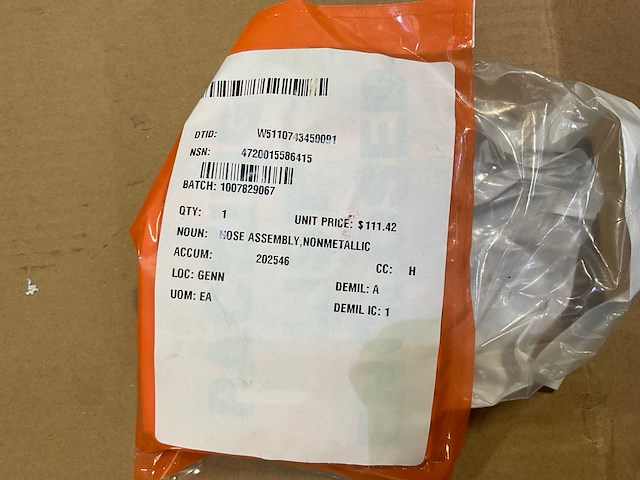 DTID: W5110743450091
NSN: 4720015586415
BATCH: 1007829067
QTY: 1 UNIT PRICE: $111.42
NOUN: HOSE ASSEMBLY,NONMETALLIC
ACCUM: 202546 CC: H
LOC: GENN DEMIL: A
UOM: EA DEMIL IC: 1